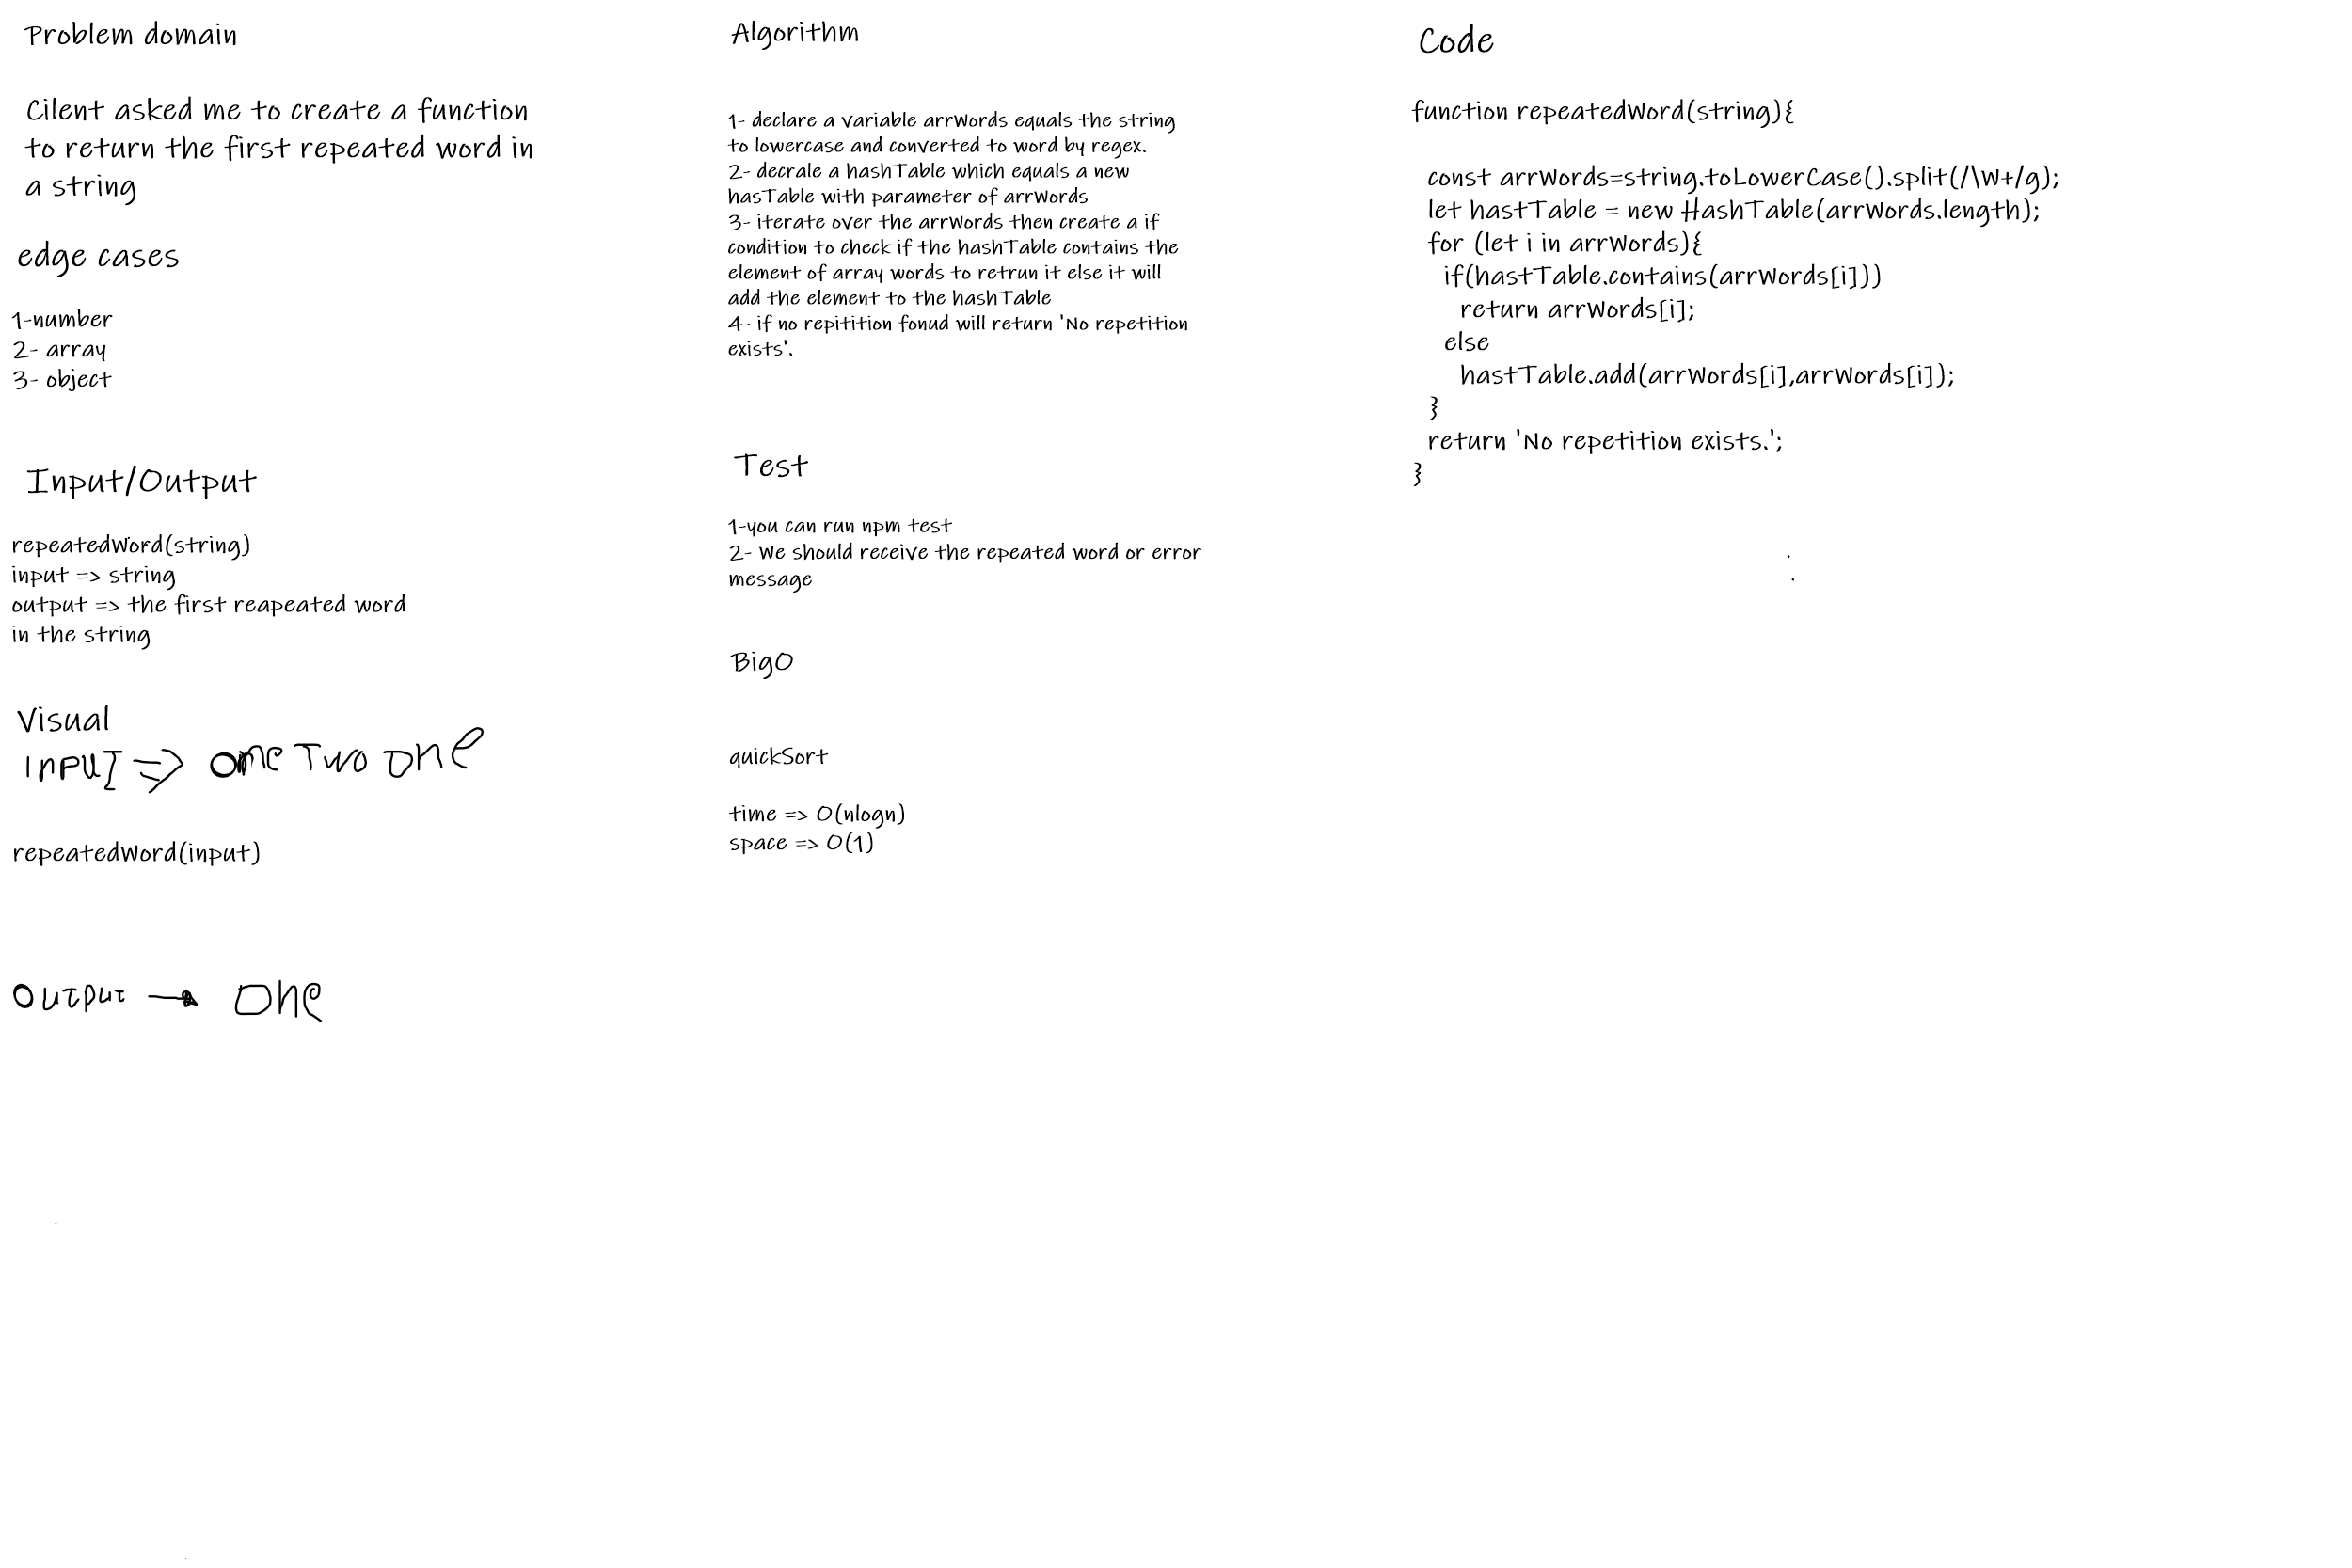 Problem domain
Cilent asked me to create a function
to return the first repeated word in
a string
edge cases
1-number
2- array
3- object
Input/Output
repeatedWord(string)
input => string
output => the first reapeated word
in the string
Visual
InPUT => one Two one
repeatedWord(input)
OUTPUT → One
Algorithm
1- declare a variable arrWords equals the string
to lowercase and converted to word by regex.
2- decrale a hashTable which equals a new
hasTable with parameter of arrWords
3- iterate over the arrWords then create a if
condition to check if the hashTable contains the
element of array words to retrun it else it will
add the element to the hashTable
4- if no repitition fonud will return 'No repetition
exists'.
Test
1-you can run npm test
2- We should receive the repeated word or error
message
BigO
quickSort
time => O(nlogn)
space => O(1)
Code
function repeatedWord(string){
const arrWords=string.toLowerCase().split(/\W+/g);
let hastTable = new HashTable(arrWords.length);
for (let i in arrWords){
if(hastTable.contains(arrWords[i]))
return arrWords[i];
else
hastTable.add(arrWords[i],arrWords[i]);
}
return 'No repetition exists.';
}